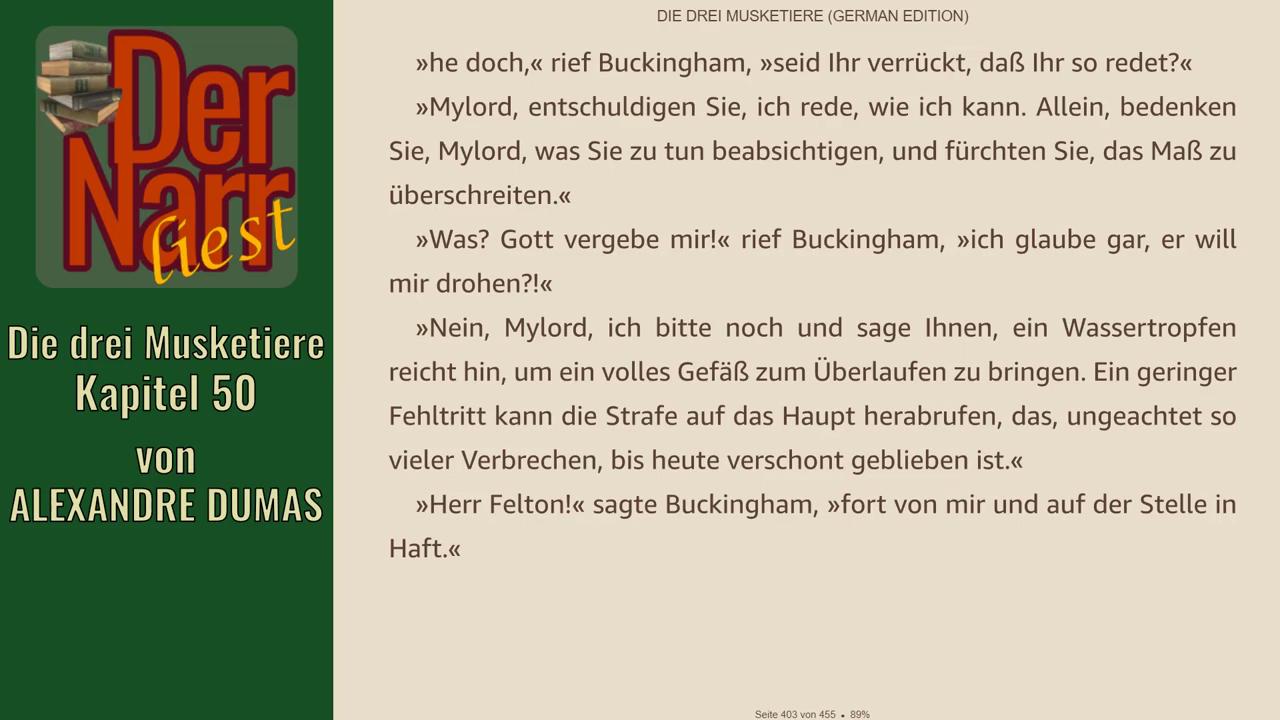 Der
Narr
liest
Die drei Musketiere
Kapitel 50
von
ALEXANDRE DUMAS
DIE DREI MUSKETIERE (GERMAN EDITION)
»he doch,« rief Buckingham, »seid Ihr verrückt, daß Ihr so redet?«
»Mylord, entschuldigen Sie, ich rede, wie ich kann. Allein, bedenken
Sie, Mylord, was Sie zu tun beabsichtigen, und fürchten Sie, das Maß zu
überschreiten.«
»Was? Gott vergebe mir!« rief Buckingham, »ich glaube gar, er will
mir drohen?!«
»Nein, Mylord, ich bitte noch und sage Ihnen, ein Wassertropfen
reicht hin, um ein volles Gefäß zum Überlaufen zu bringen. Ein geringer
Fehltritt kann die Strafe auf das Haupt herabrufen, das, ungeachtet so
vieler Verbrechen, bis heute verschont geblieben ist.«
»Herr Felton!« sagte Buckingham, »fort von mir und auf der Stelle in
Haft.«
Seite 403 von 455 • 89%